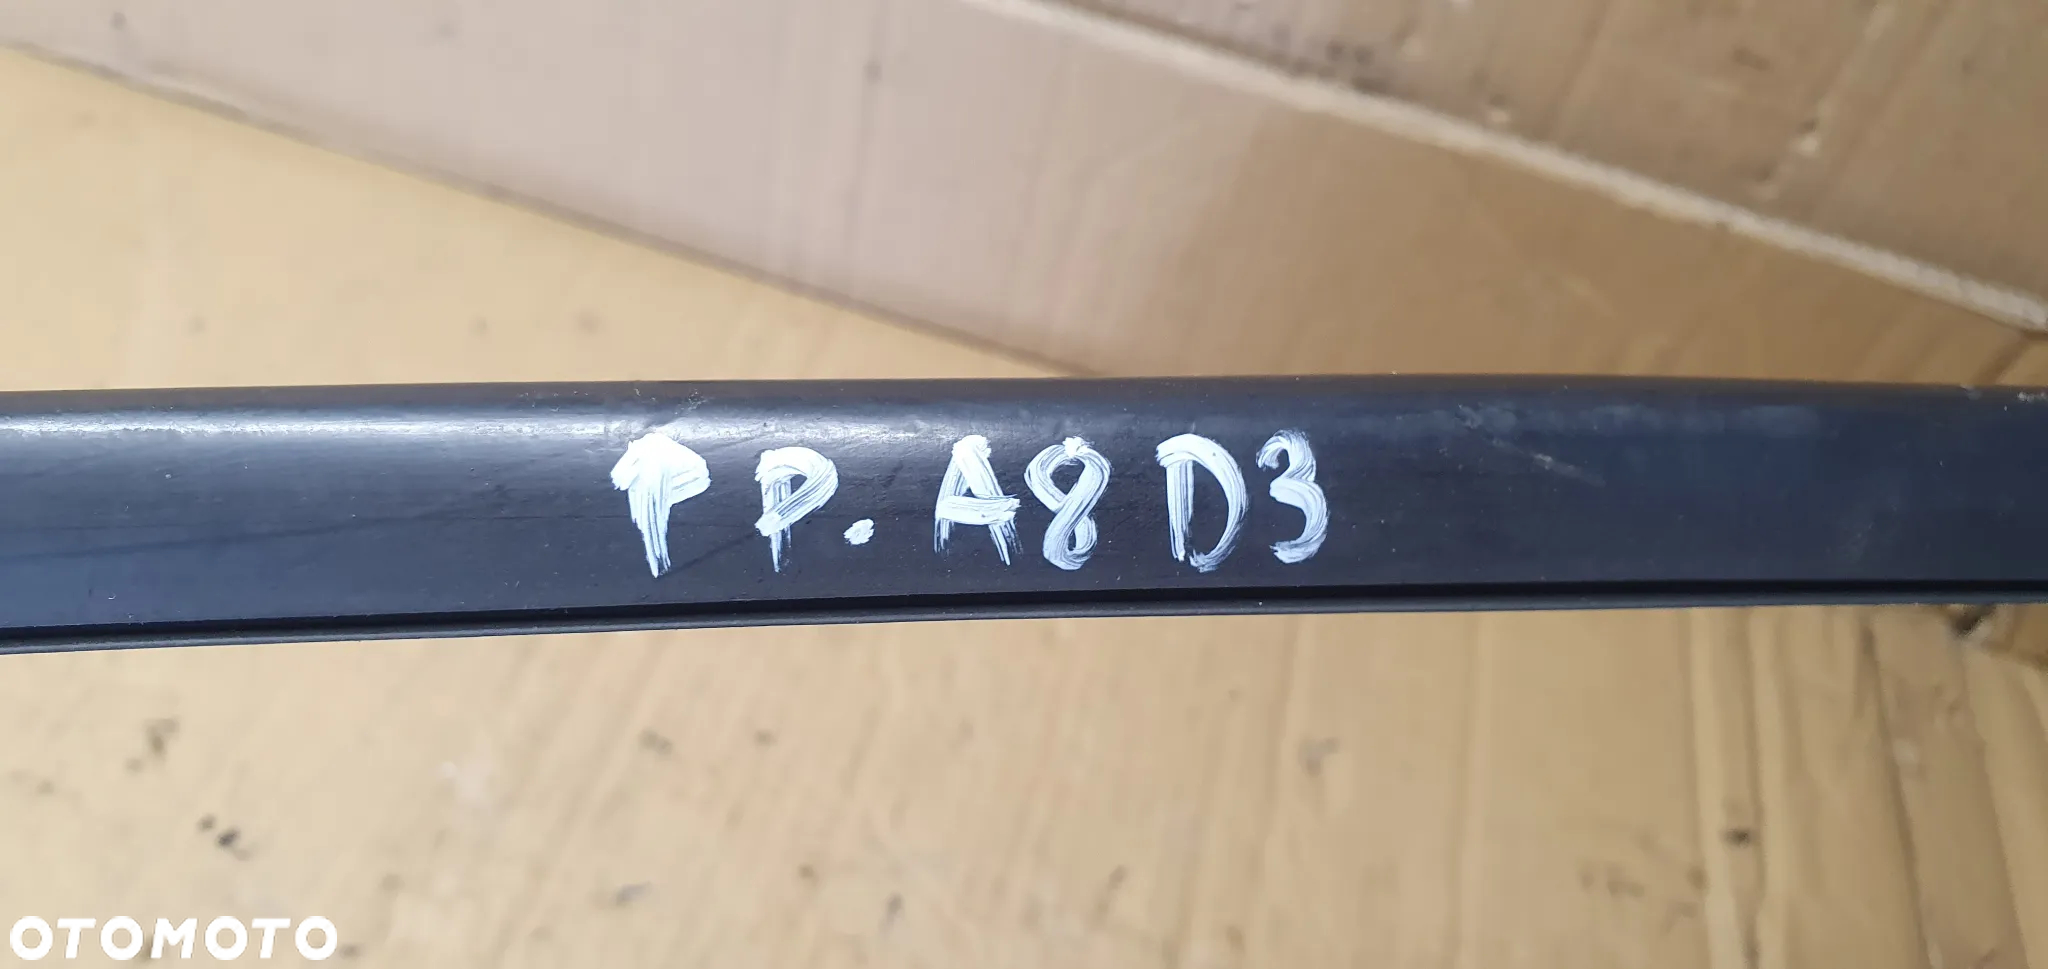 ↑ P P. A8 D3
OTOMOTO